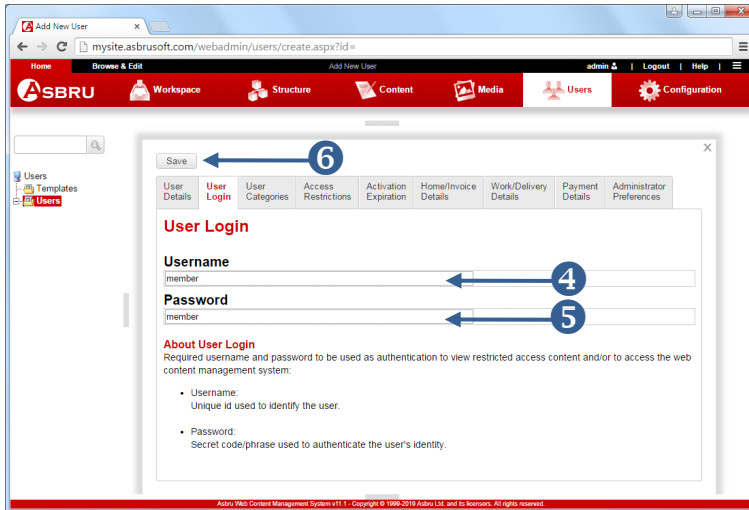 Add New User
mysite.asbrusoft.com/webadmin/users/create.aspx?id=
Home Browse & Edit Add New User admin | Logout | Help |
ASBRU Workspace Structure Content Media Users Configuration
Save 6 X
Users
Templates
Users
User Details User Login User Categories Access Restrictions Activation Expiration Home/Invoice Details Work/Delivery Details Payment Details Administrator Preferences
User Login
Username
member 4
Password
member 5
About User Login
Required username and password to be used as authentication to view restricted access content and/or to access the web
content management system:
• Username:
Unique id used to identify the user.
• Password:
Secret code/phrase used to authenticate the user's identity.
Asbru Web Content Management System v11.1 - Copyright © 1999-2019 Asbru Ltd. and its licensors. All rights reserved.